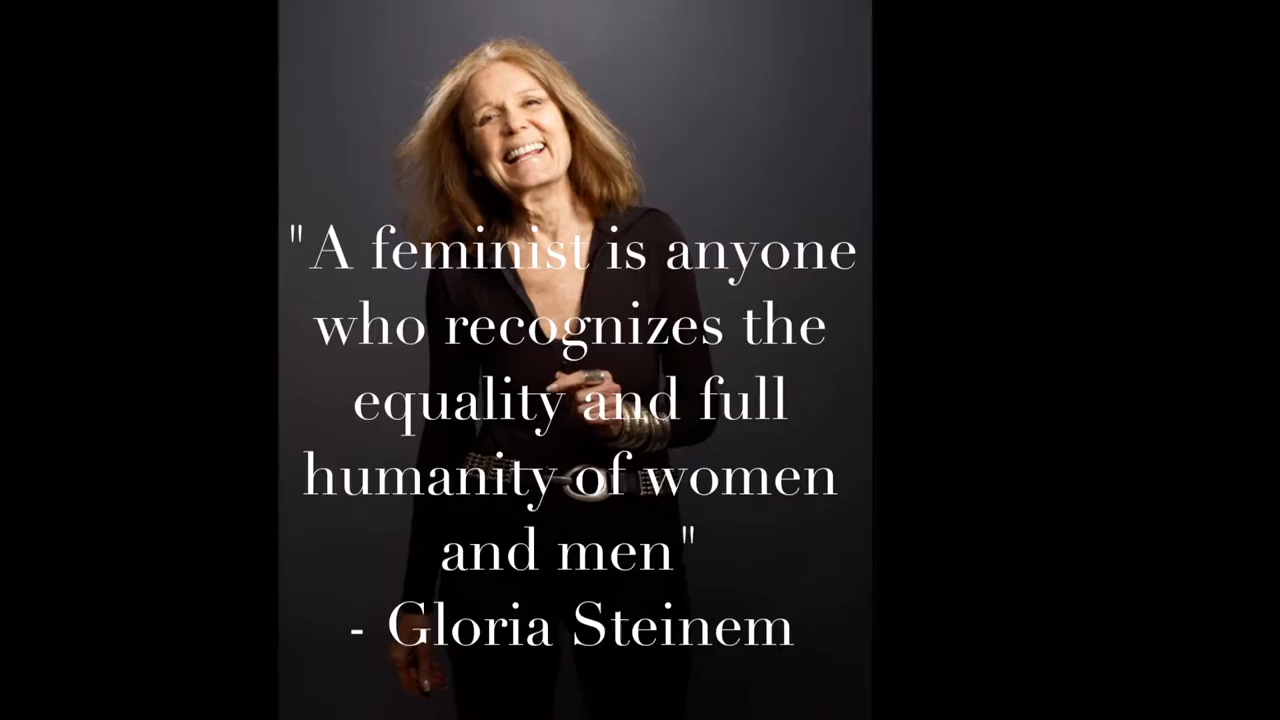 "A feminist is anyone
who recognizes the
equality and full
humanity of women
and men"
- Gloria Steinem